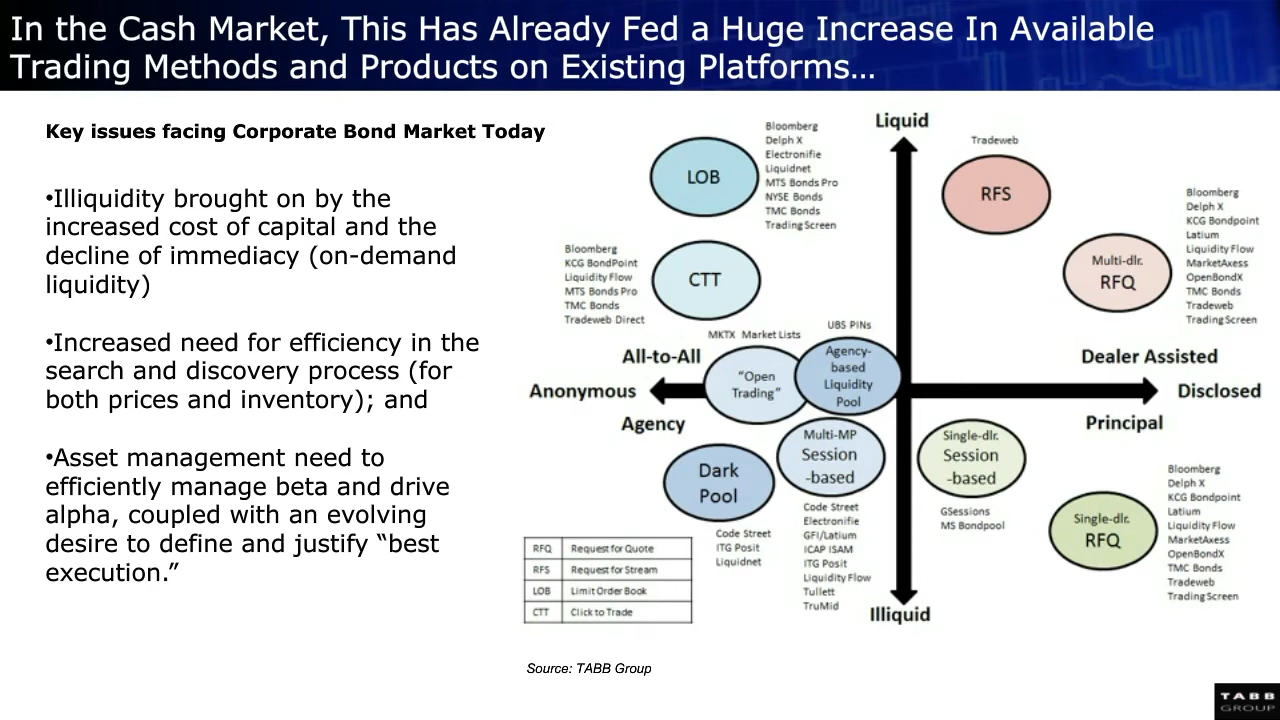 In the Cash Market, This Has Already Fed a Huge Increase In Available
Trading Methods and Products on Existing Platforms…
Key issues facing Corporate Bond Market Today
•Illiquidity brought on by the
increased cost of capital and the
decline of immediacy (on-demand
liquidity)
•Increased need for efficiency in the
search and discovery process (for
both prices and inventory); and
•Asset management need to
efficiently manage beta and drive
alpha, coupled with an evolving
desire to define and justify “best
execution.”
Liquid
LOB
Bloomberg
Delph X
Electronifie
Liquidnet
MTS Bonds Pro
NYSE Bonds
TMC Bonds
Trading Screen
Tradeweb
RFS
Bloomberg
KCG BondPoint
Liquidity Flow
MTS Bonds Pro
TMC Bonds
Tradeweb Direct
CTT
Multi-dlr.
RFQ
Bloomberg
Delph X
KCG Bondpoint
Latium
Liquidity Flow
MarketAxess
OpenBondX
TMC Bonds
Tradeweb
Trading Screen
MKTX Market Lists
UBS PINs
All-to-All
Anonymous
Agency
“Open
Trading”
Agency-
based
Liquidity
Pool
Dealer Assisted
Disclosed
Principal
Dark
Pool
Code Street
ITG Posit
Liquidnet
Multi-MP
Session
-based
Code Street
Electronifie
GFI/Latium
ICAP ISAM
ITG Posit
Liquidity Flow
Tullett
TruMid
Single-dlr.
Session
-based
GSessions
MS Bondpool
Single-dlr.
RFQ
Bloomberg
Delph X
KCG Bondpoint
Latium
Liquidity Flow
MarketAxess
OpenBondX
TMC Bonds
Tradeweb
Trading Screen
Illiquid
RFQ Request for Quote
RFS Request for Stream
LOB Limit Order Book
CTT Click to Trade
Source: TABB Group
TABB
GROUP